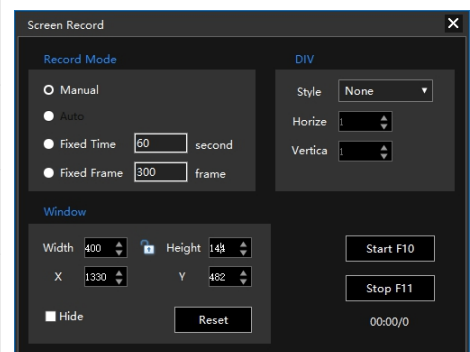 Screen Record
Record Mode
Manual
Auto
Fixed Time 60 second
Fixed Frame 300 frame
DIV
Style None
Horize 1
Vertica 1
Window
Width 400 Height 144
X 1330 Y 482
Hide Reset
Start F10
Stop F11
00:00/0